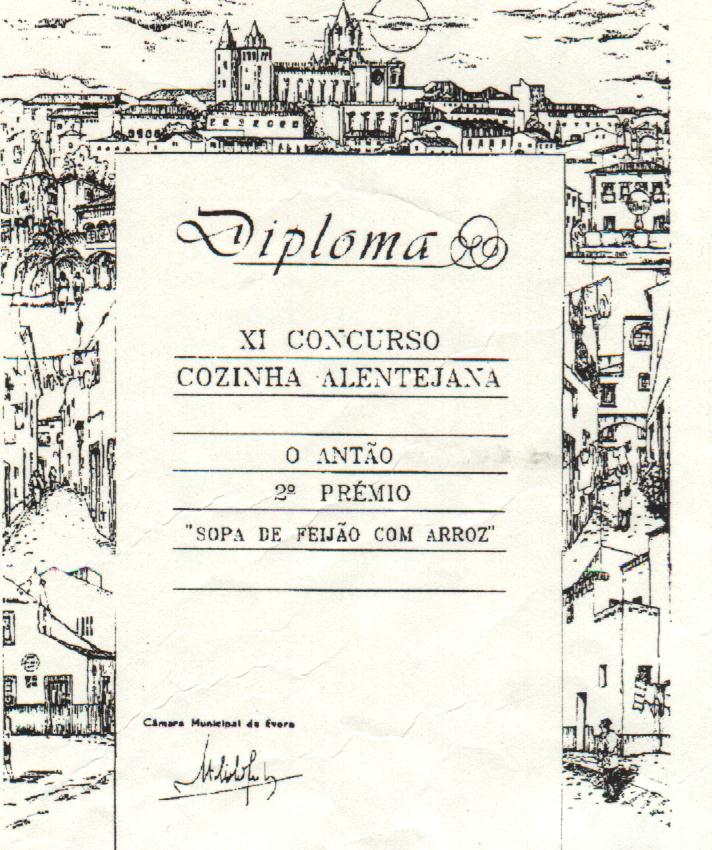 Diploma
XI CONCURSO
COZINHA ALENTEJANA
O ANTÃO
2º PRÉMIO
"SOPA DE FEIJÃO COM ARROZ"
Câmara Municipal de Évora